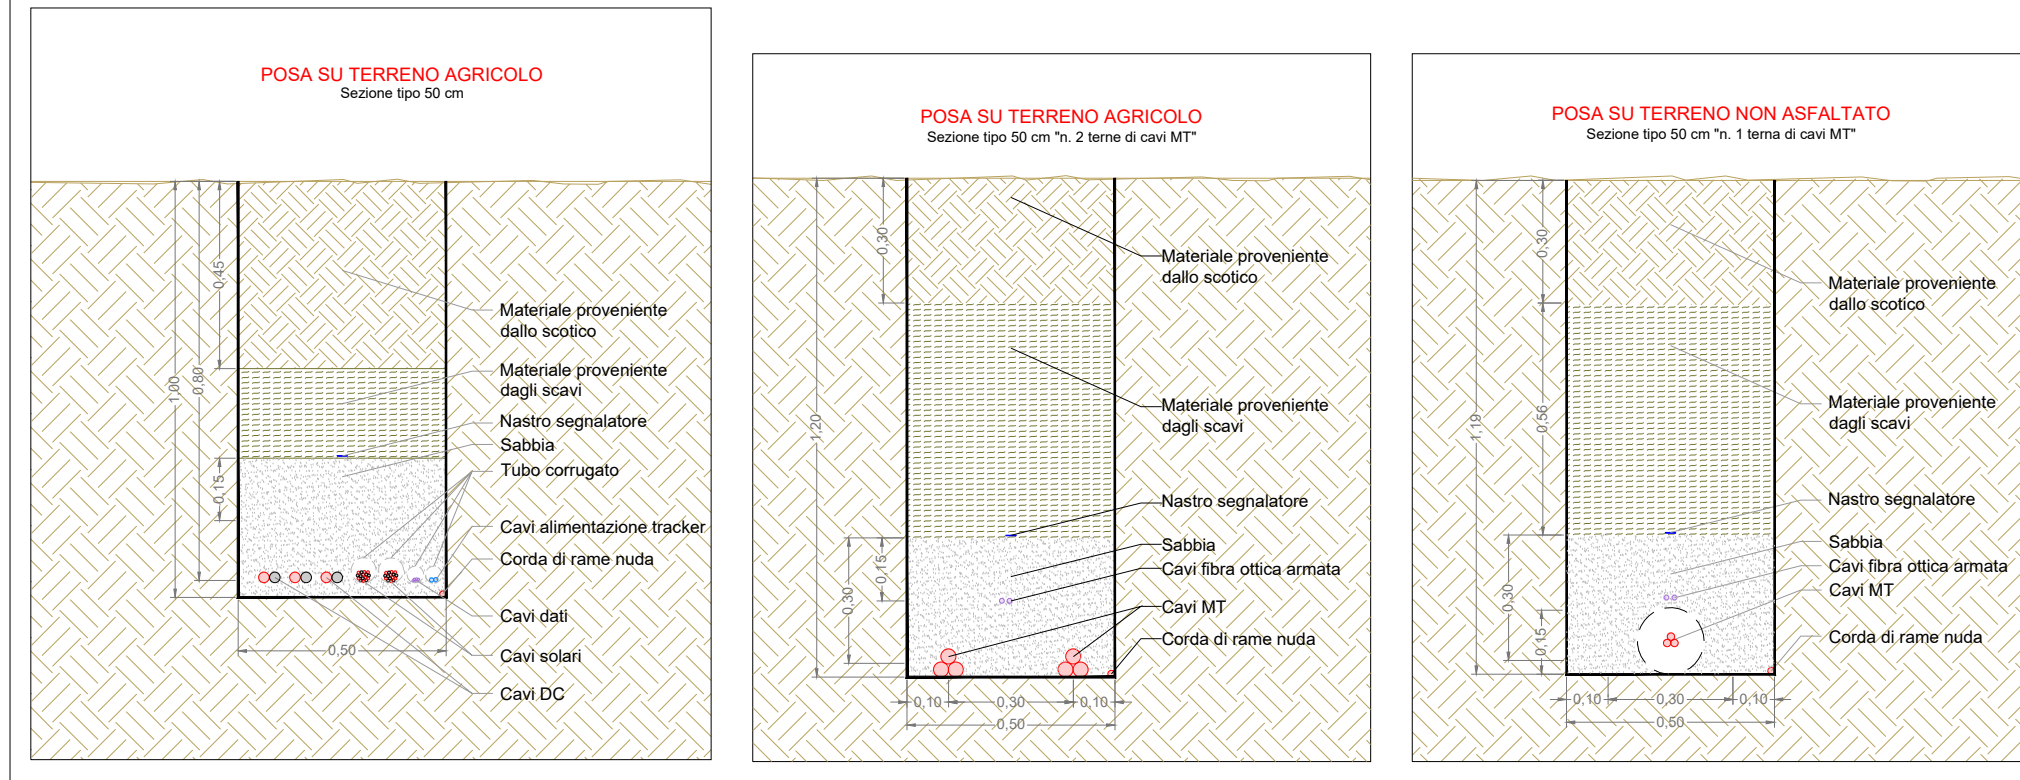 POSA SU TERRENO AGRICOLO
Sezione tipo 50 cm
0,45
0,80
1,00
0,15
0,50
Materiale proveniente
dallo scotico
Materiale proveniente
dagli scavi
Nastro segnalatore
Sabbia
Tubo corrugato
Cavi alimentazione tracker
Corda di rame nuda
Cavi dati
Cavi solari
Cavi DC
POSA SU TERRENO AGRICOLO
Sezione tipo 50 cm "n. 2 terne di cavi MT"
0,30
1,20
0,15
0,30
Materiale proveniente
dallo scotico
Materiale proveniente
dagli scavi
Nastro segnalatore
Sabbia
Cavi fibra ottica armata
Cavi MT
Corda di rame nuda
0,10
0,30
0,10
0,50
POSA SU TERRENO NON ASFALTATO
Sezione tipo 50 cm "n. 1 terna di cavi MT"
0,30
0,56
1,19
0,30
0,15
Materiale proveniente
dallo scotico
Materiale proveniente
dagli scavi
Nastro segnalatore
Sabbia
Cavi fibra ottica armata
Cavi MT
Corda di rame nuda
0,10
0,30
0,10
0,50